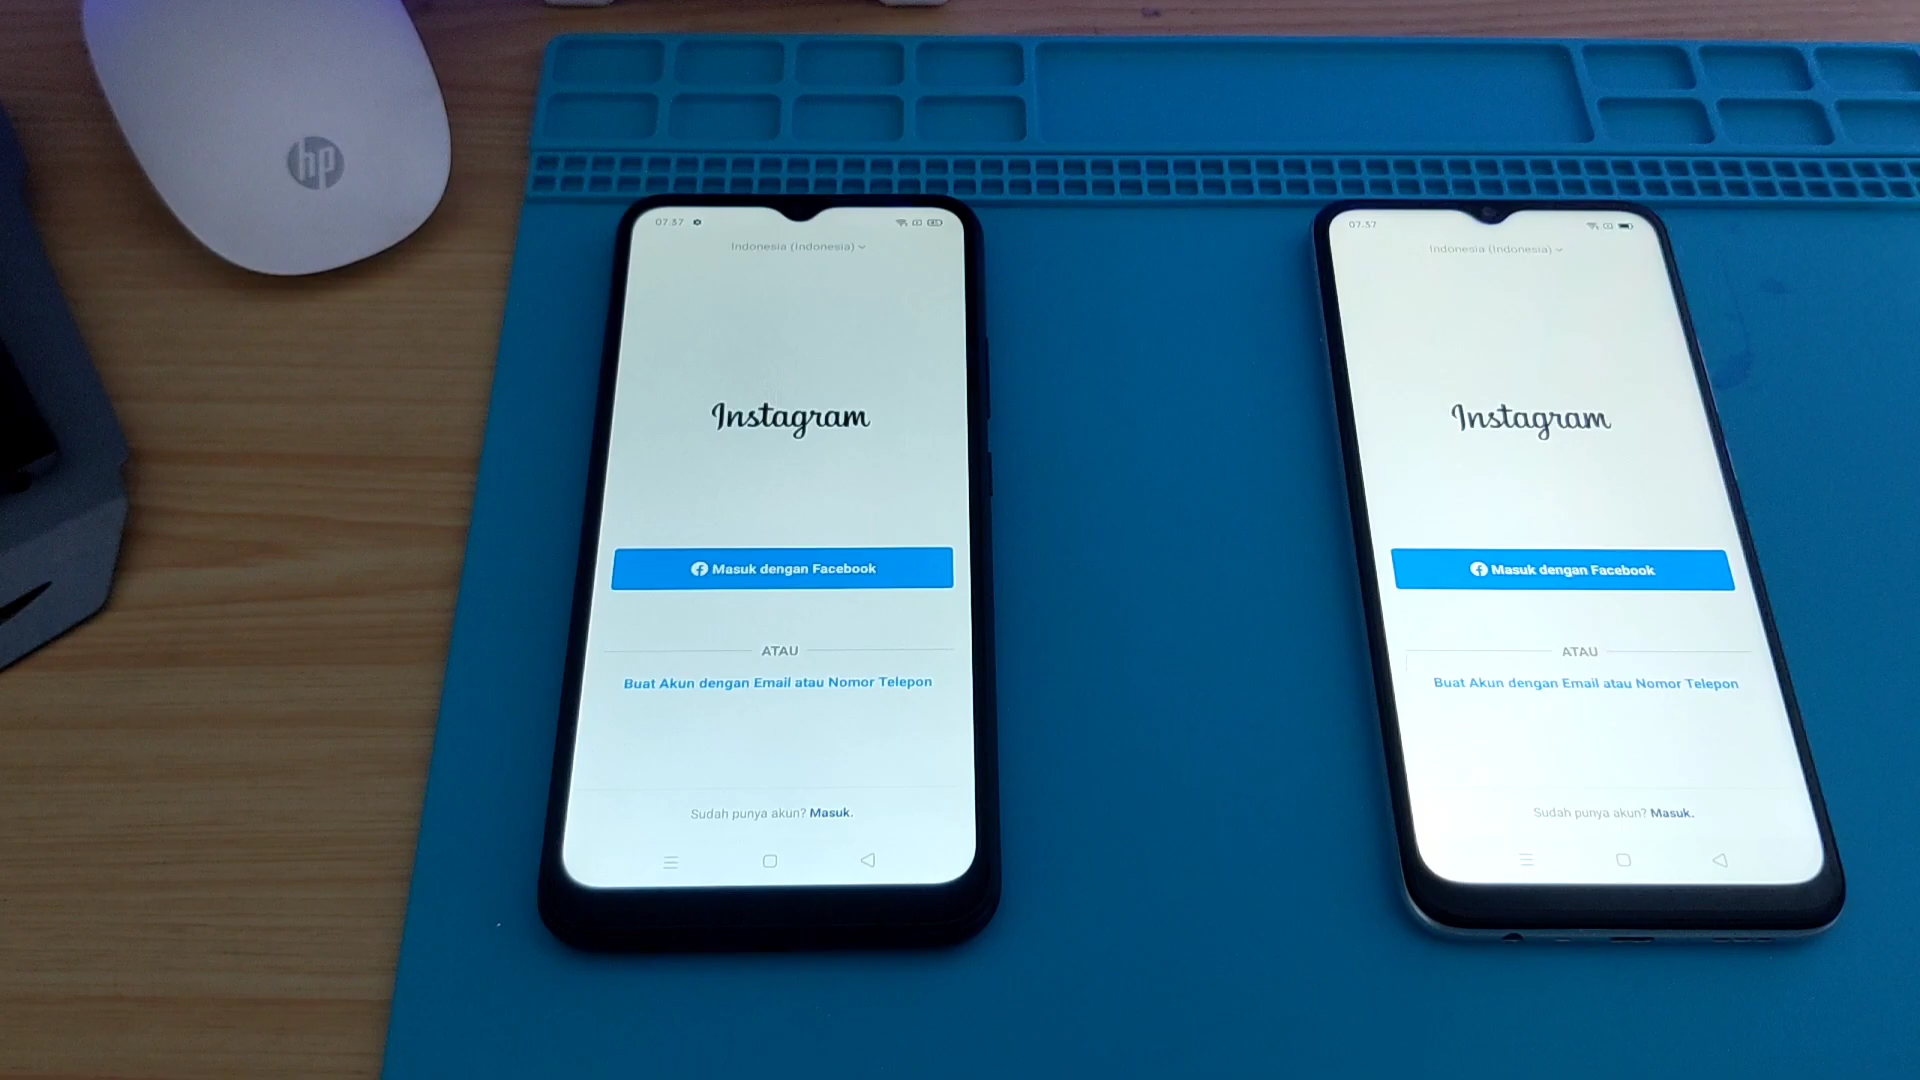 hp
07.37
Indonesia (Indonesia)
Instagram
Masuk dengan Facebook
ATAU
Buat Akun dengan Email atau Nomor Telepon
Sudah punya akun? Masuk.
07.37
Indonesia (Indonesia)
Instagram
Masuk dengan Facebook
ATAU
Buat Akun dengan Email atau Nomor Telepon
Sudah punya akun? Masuk.